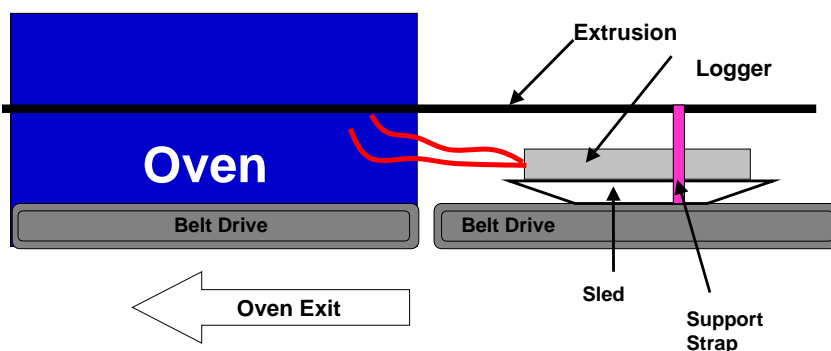 Extrusion
Logger
Oven
Belt Drive
Belt Drive
Oven Exit
Sled
Support
Strap